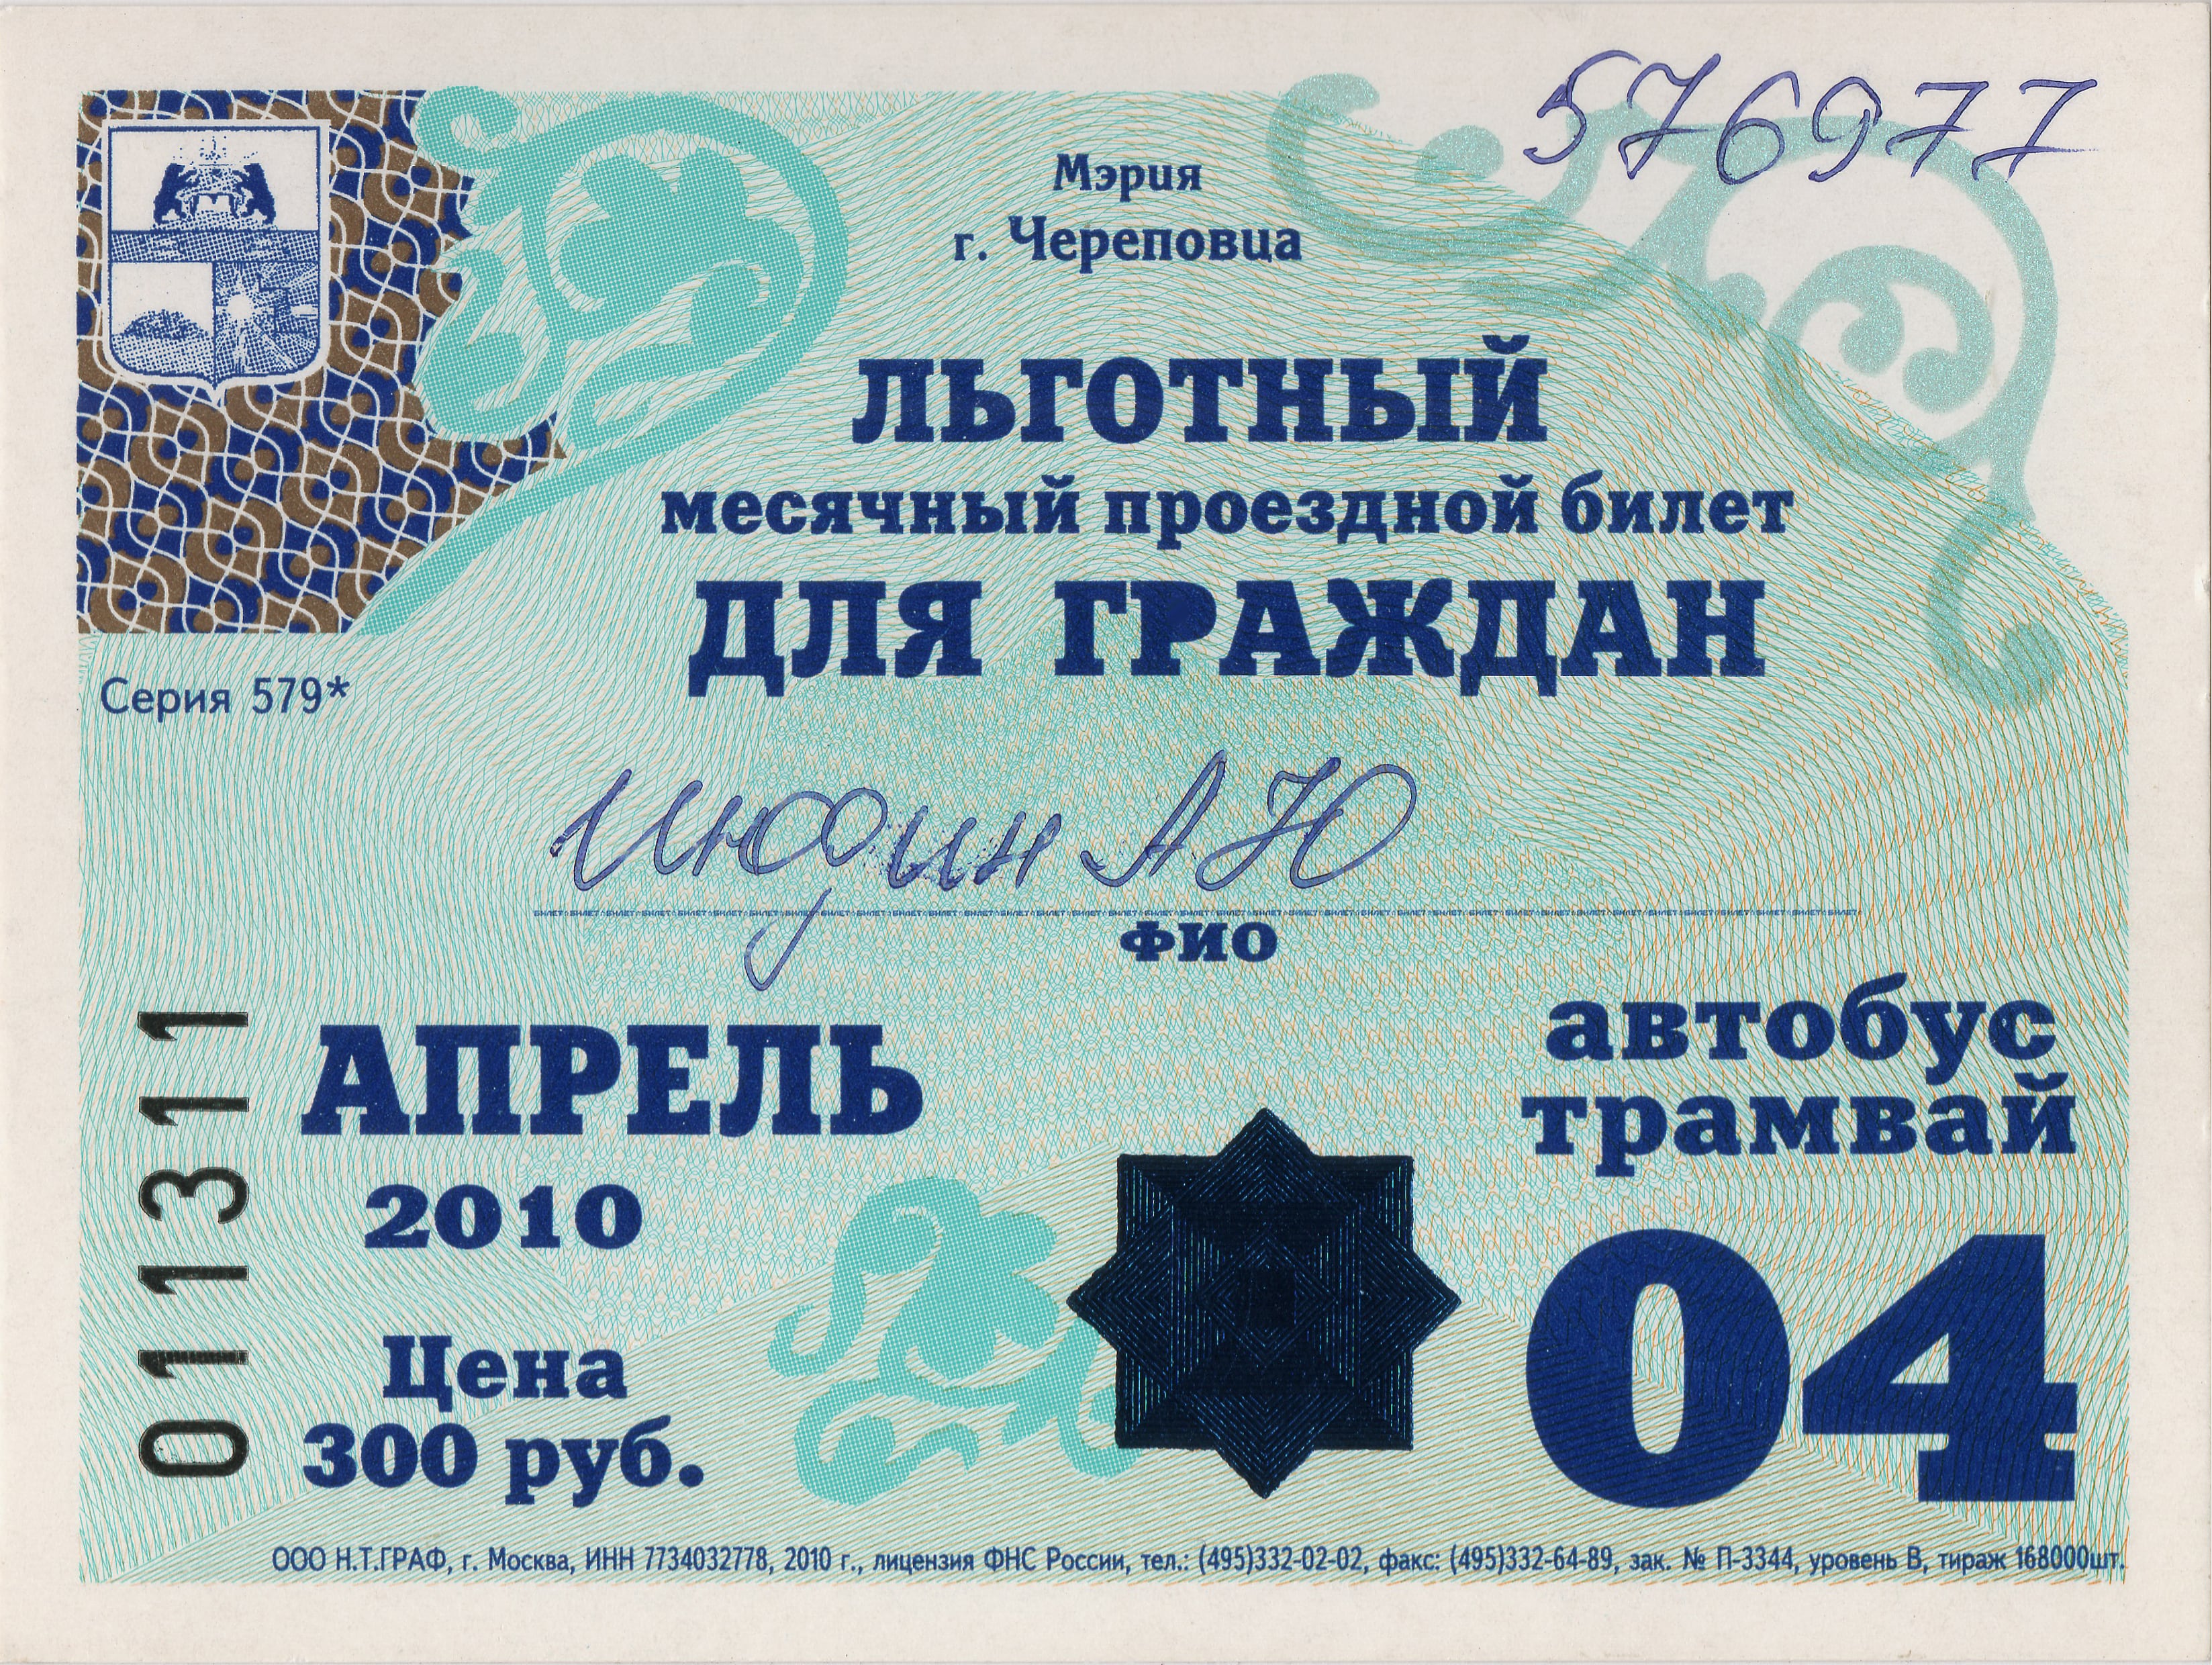 576977
Мэрия
г. Череповца
ЛЬГОТНЫЙ
месячный проездной билет
ДЛЯ ГРАЖДАН
Серия 579*
А Ю
БИЛЕТ БИЛЕТ БИЛЕТ БИЛЕТ БИЛЕТ БИЛЕТ БИЛЕТ БИЛЕТ БИЛЕТ БИЛЕТ БИЛЕТ БИЛЕТ БИЛЕТ БИЛЕТ БИЛЕТ БИЛЕТ БИЛЕТ БИЛЕТ БИЛЕТ БИЛЕТ БИЛЕТ БИЛЕТ БИЛЕТ БИЛЕТ БИЛЕТ БИЛЕТ БИЛЕТ БИЛЕТ БИЛЕТ БИЛЕТ БИЛЕТ БИЛЕТ БИЛЕТ БИЛЕТ БИЛЕТ БИЛЕТ БИЛЕТ
ФИО
011311
АПРЕЛЬ
2010
Цена
300 руб.
автобус
трамвай
04
ООО Н.Т.ГРАФ, г. Москва, ИНН 7734032778, 2010 г., лицензия ФНС России, тел.: (495)332-02-02, факс: (495)332-64-89, зак. № П-3344, уровень В, тираж 168000шт.